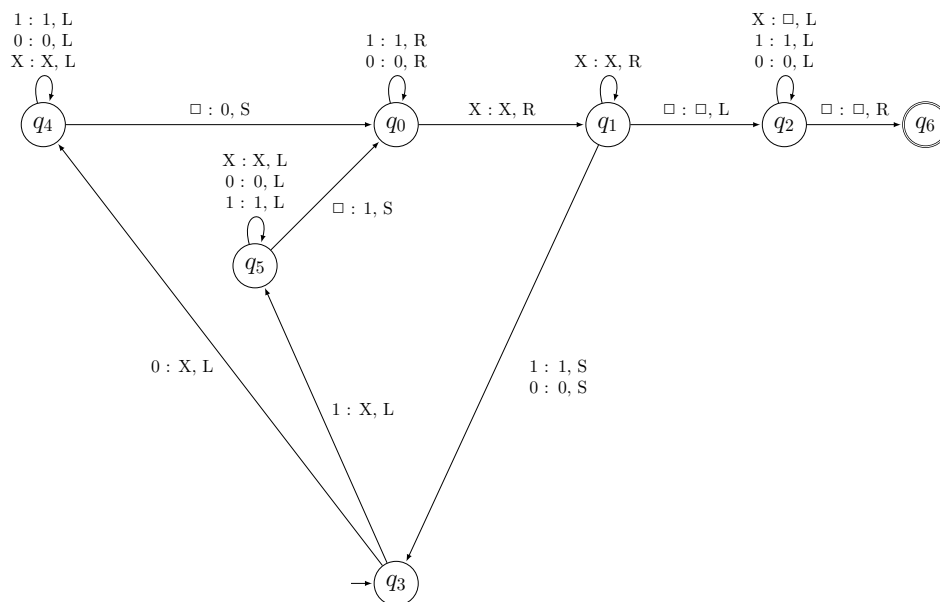 1 : 1, L
0 : 0, L
X : X, L
1 : 1, R
0 : 0, R
X : X, R
X : □, L
1 : 1, L
0 : 0, L
q4
□ : 0, S
q0
X : X, R
q1
□ : □, L
q2
□ : □, R
q6
X : X, L
0 : 0, L
1 : 1, L
□ : 1, S
q5
0 : X, L
1 : X, L
1 : 1, S
0 : 0, S
q3